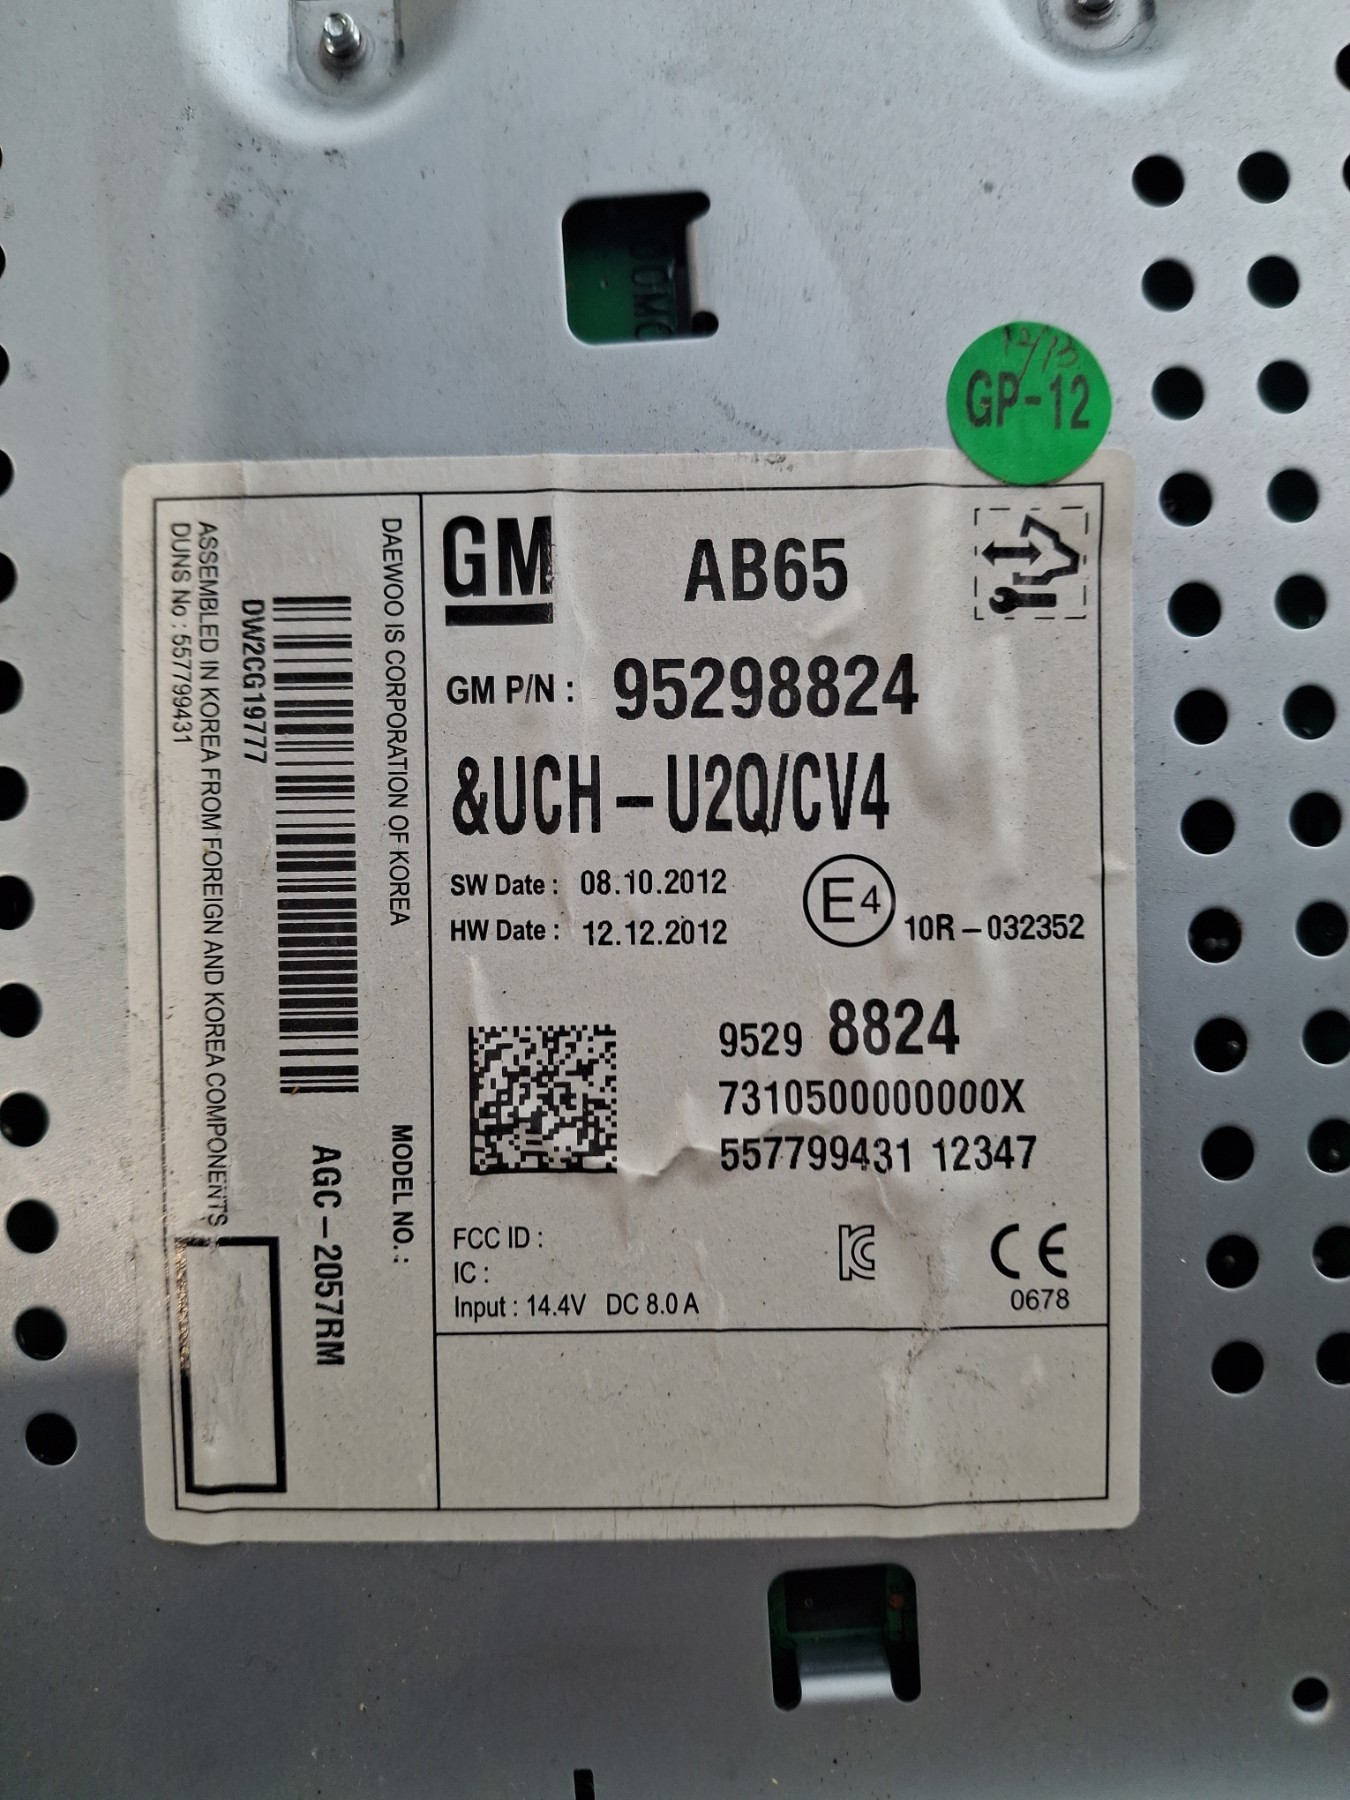 GP-12
GM
AB65
GM P/N : 95298824
&UCH-U2Q/CV4
SW Date : 08.10.2012
HW Date : 12.12.2012
E4 10R-032352
9529 8824
7310500000000X
557799431 12347
FCC ID :
IC :
Input : 14.4V DC 8.0 A
CE
0678
DAEWOO IS CORPORATION OF KOREA
MODEL NO. :
AGC-2057RM
DW2CG19777
ASSEMBLED IN KOREA FROM FOREIGN AND KOREA COMPONENTS
DUNS No : 557799431